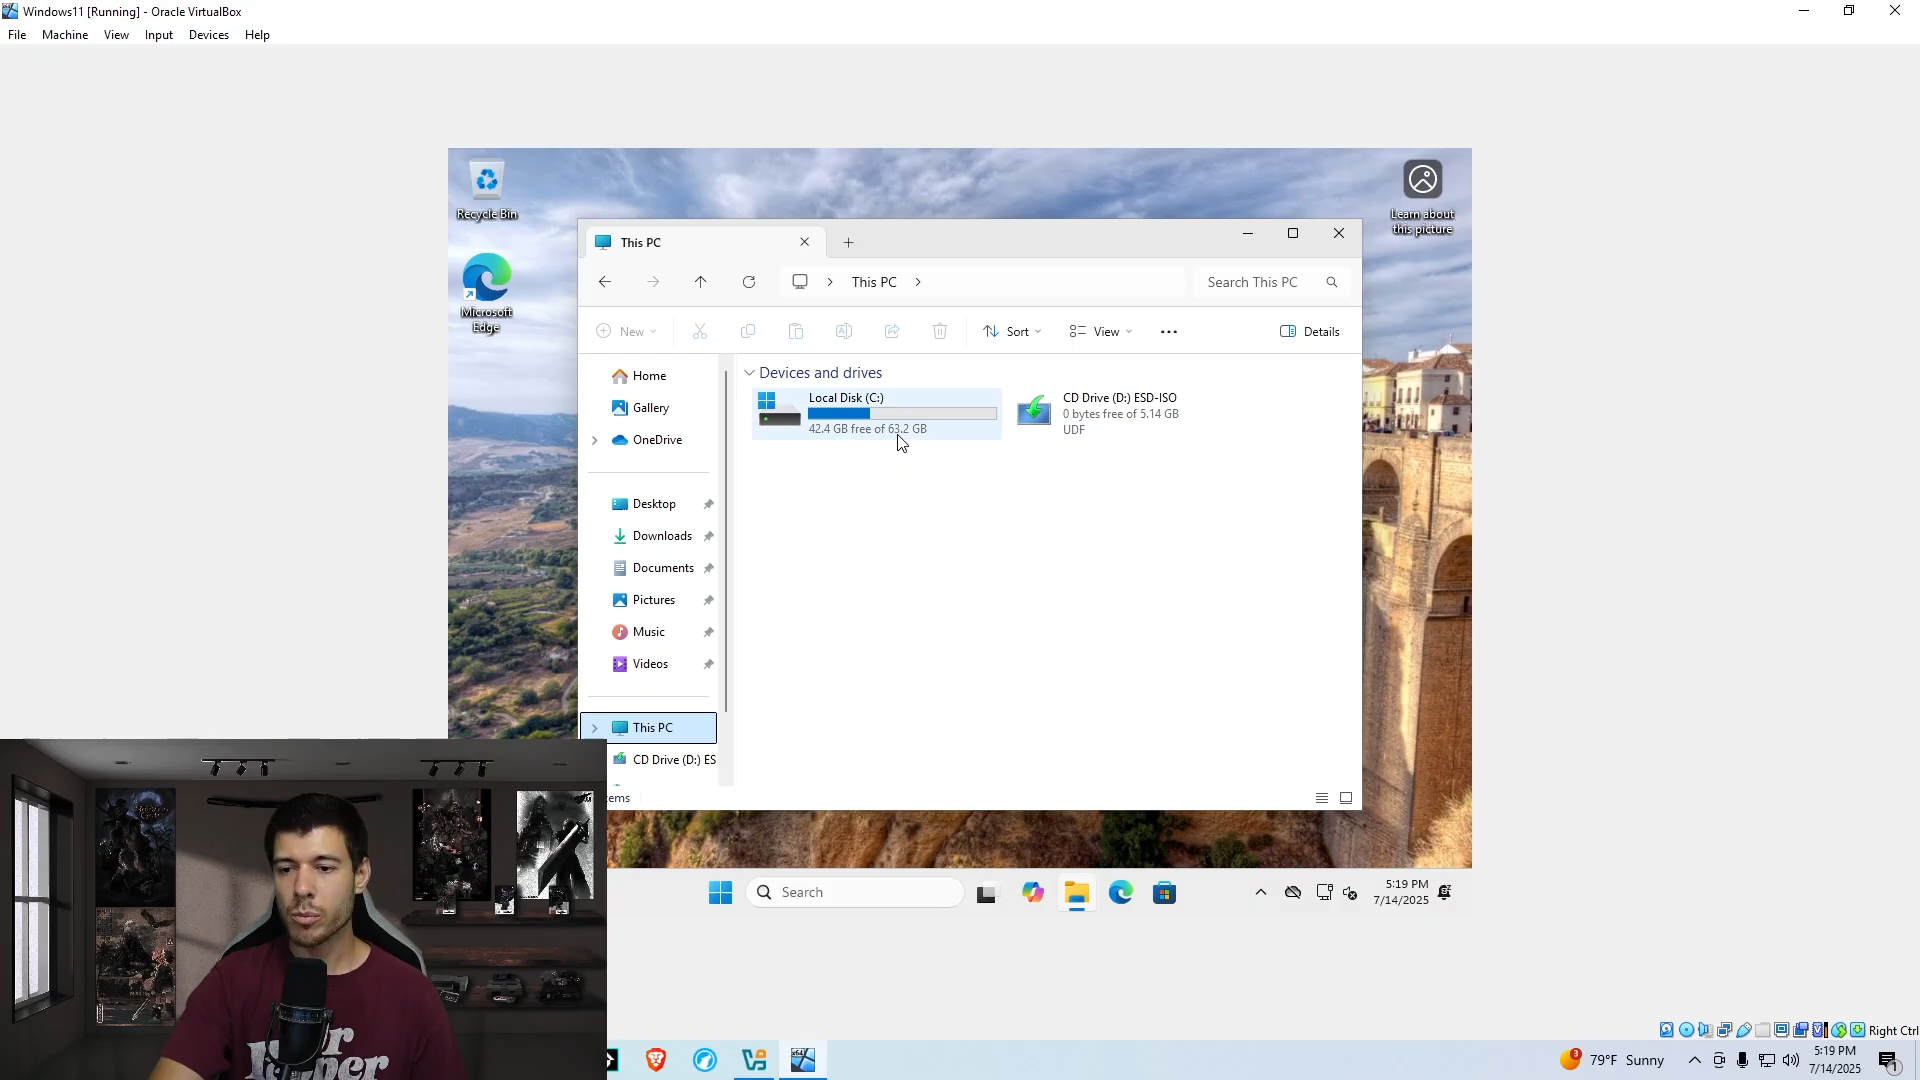 Windows11 [Running] - Oracle VirtualBox
File Machine View Input Devices Help
Recycle Bin
Learn about
this picture
Microsoft
Edge
This PC
This PC
Search This PC
New
Sort
View
Details
Home
Gallery
OneDrive
Desktop
Downloads
Documents
Pictures
Music
Videos
This PC
CD Drive (D:) ES
Devices and drives
Local Disk (C:)
42.4 GB free of 63.2 GB
CD Drive (D:) ESD-ISO
0 bytes free of 5.14 GB
UDF
Search
5:19 PM
7/14/2025
Right Ctrl
3
79°F Sunny
5:19 PM
7/14/2025
1